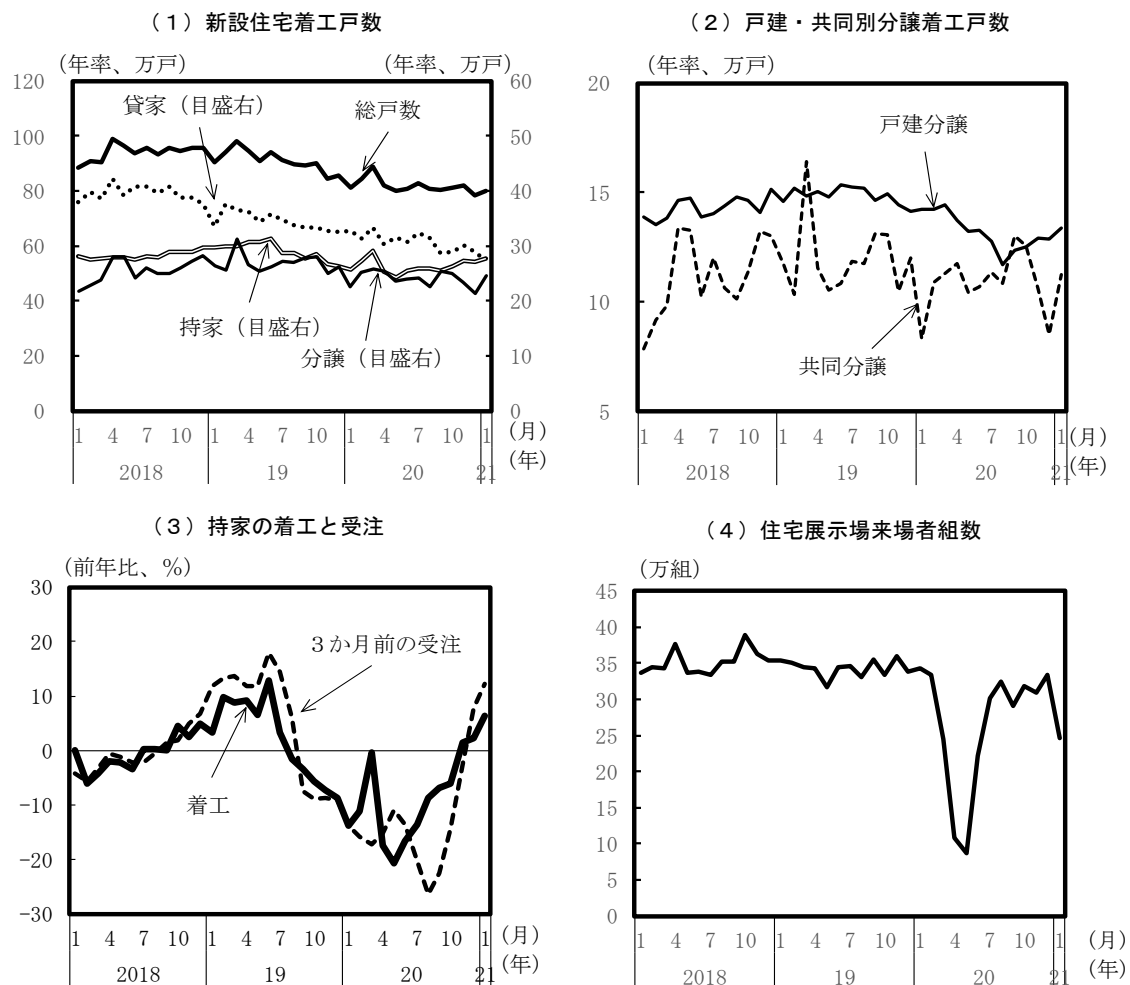 （１）新設住宅着工戸数
（年率、万戸）
（年率、万戸）
120
100
80
60
40
20
0
60
50
40
30
20
10
0
貸家（目盛右）
総戸数
持家（目盛右）
分譲（目盛右）
1 4 7 10 1 4 7 10 1 4 7 10 1 （月）
2018 19 20 21 （年）
（２）戸建・共同別分譲着工戸数
（年率、万戸）
20
15
10
5
戸建分譲
共同分譲
1 4 7 10 1 4 7 10 1 4 7 10 1 （月）
2018 19 20 21 （年）
（３）持家の着工と受注
（前年比、％）
30
20
10
0
-10
-20
-30
３か月前の受注
着工
1 4 7 10 1 4 7 10 1 4 7 10 1 （月）
2018 19 20 21 （年）
（４）住宅展示場来場者組数
（万組）
45
40
35
30
25
20
15
10
5
0
1 4 7 10 1 4 7 10 1 4 7 10 1 （月）
2018 19 20 21 （年）